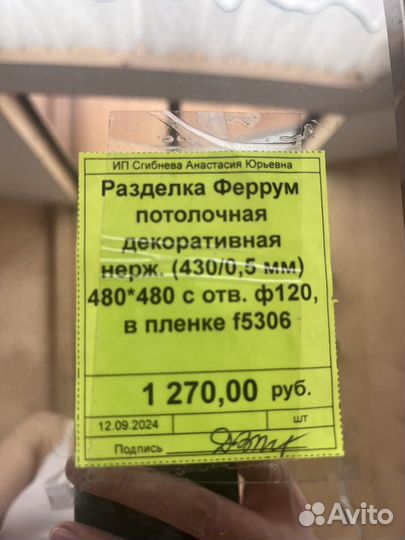 ИП Сгибнева Анастасия Юрьевна
Разделка Феррум
потолочная
декоративная
нерж. (430/0,5 мм)
480*480 с отв. ф120,
в пленке f5306
1 270,00 руб.
12.09.2024 шт
Подпись
Avito